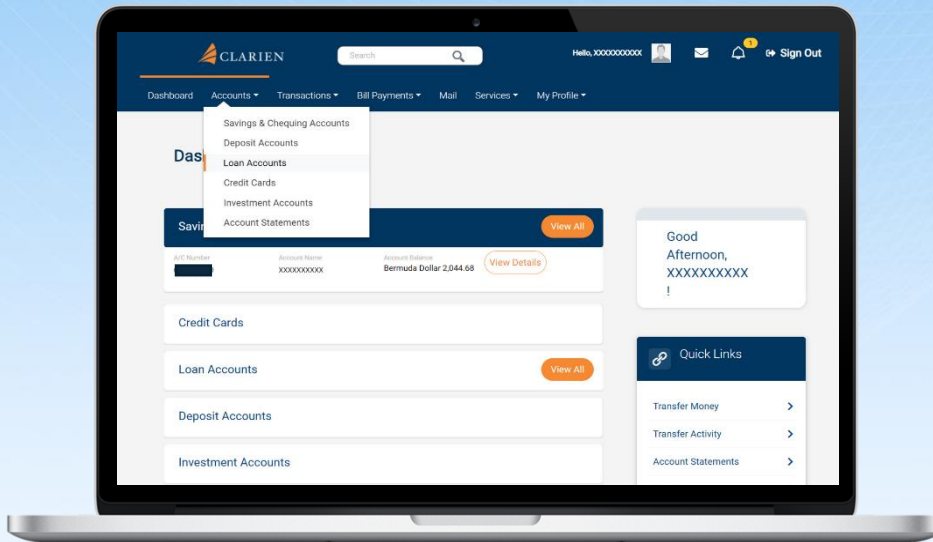 CLARIEN
Search
Hello, XXXXXXXXXX
1
Sign Out
Dashboard Accounts Transactions Bill Payments Mail Services My Profile
Savings & Chequing Accounts
Deposit Accounts
Loan Accounts
Credit Cards
Investment Accounts
Account Statements
Das
Savin
View All
A/C Number Account Name Account Balance
XXXXXXXXXX Bermuda Dollar 2,044.68 View Details
Credit Cards
Loan Accounts View All
Deposit Accounts
Investment Accounts
Good
Afternoon,
XXXXXXXXXX
!
Quick Links
Transfer Money
Transfer Activity
Account Statements